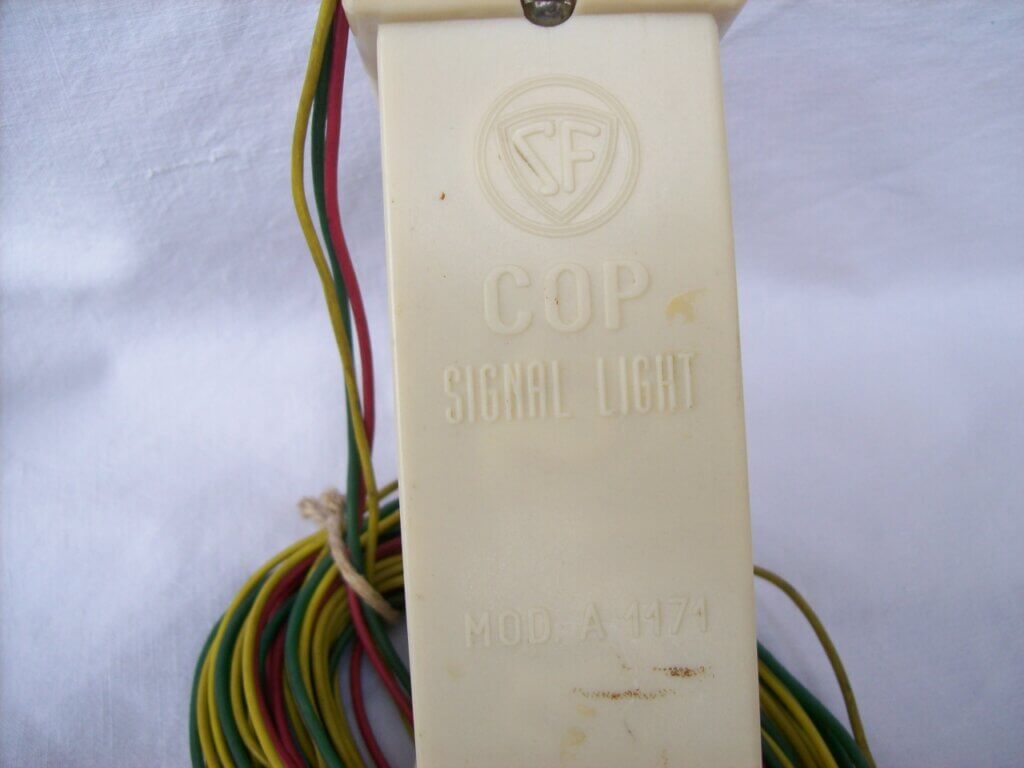 SF
COP
SIGNAL LIGHT
MOD. A 1171